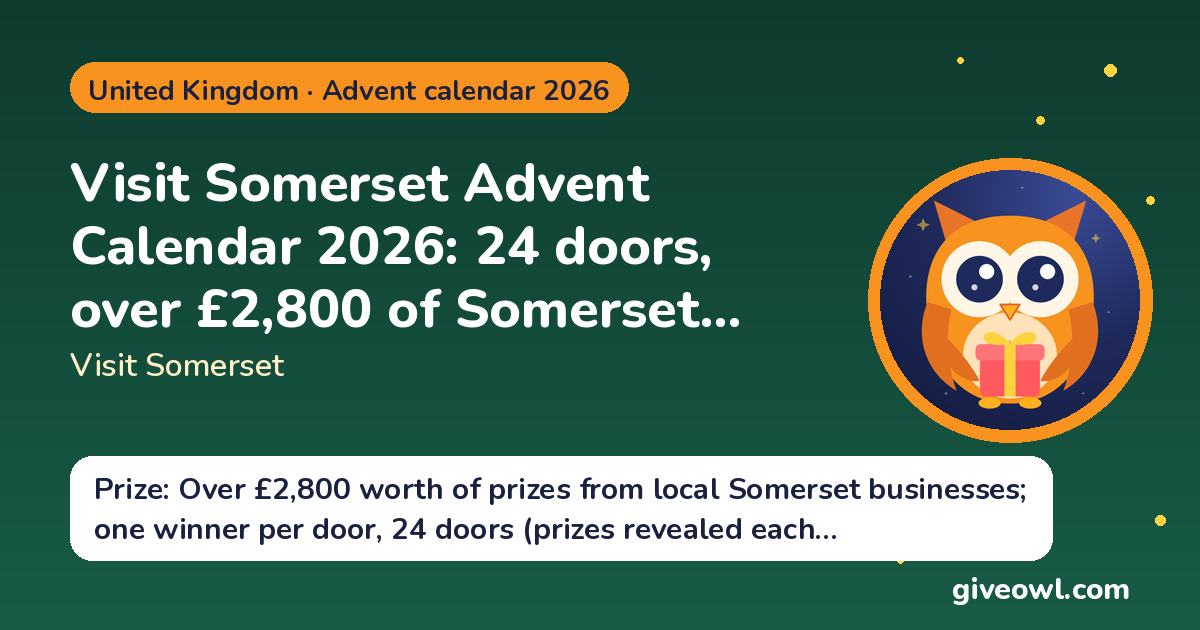 United Kingdom · Advent calendar 2026
Visit Somerset Advent
Calendar 2026: 24 doors,
over £2,800 of Somerset...
Visit Somerset
Prize: Over £2,800 worth of prizes from local Somerset businesses;
one winner per door, 24 doors (prizes revealed each...
giveowl.com